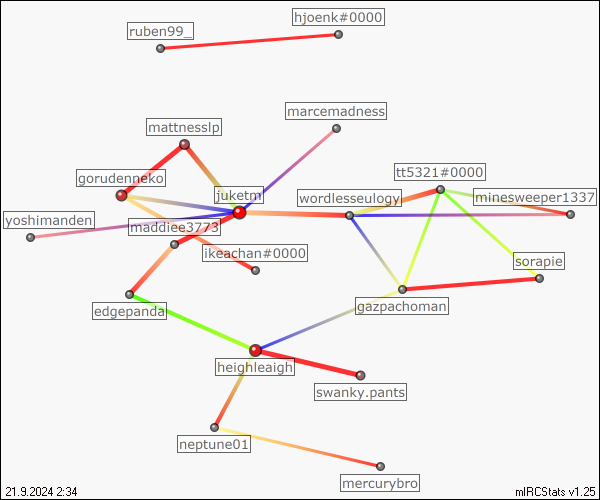 hjoenk#0000
ruben99_
marcemadness
mattnesslp
tt5321#0000
gorudenneko
juketm
wordlesseulogy
minesweeper1337
yoshimanden
maddiee3773
ikeachan#0000
sorapie
edgepanda
gazpachoman
heighleaigh
swanky.pants
neptune01
mercurybro
21.9.2024 2:34
mIRCStats v1.25